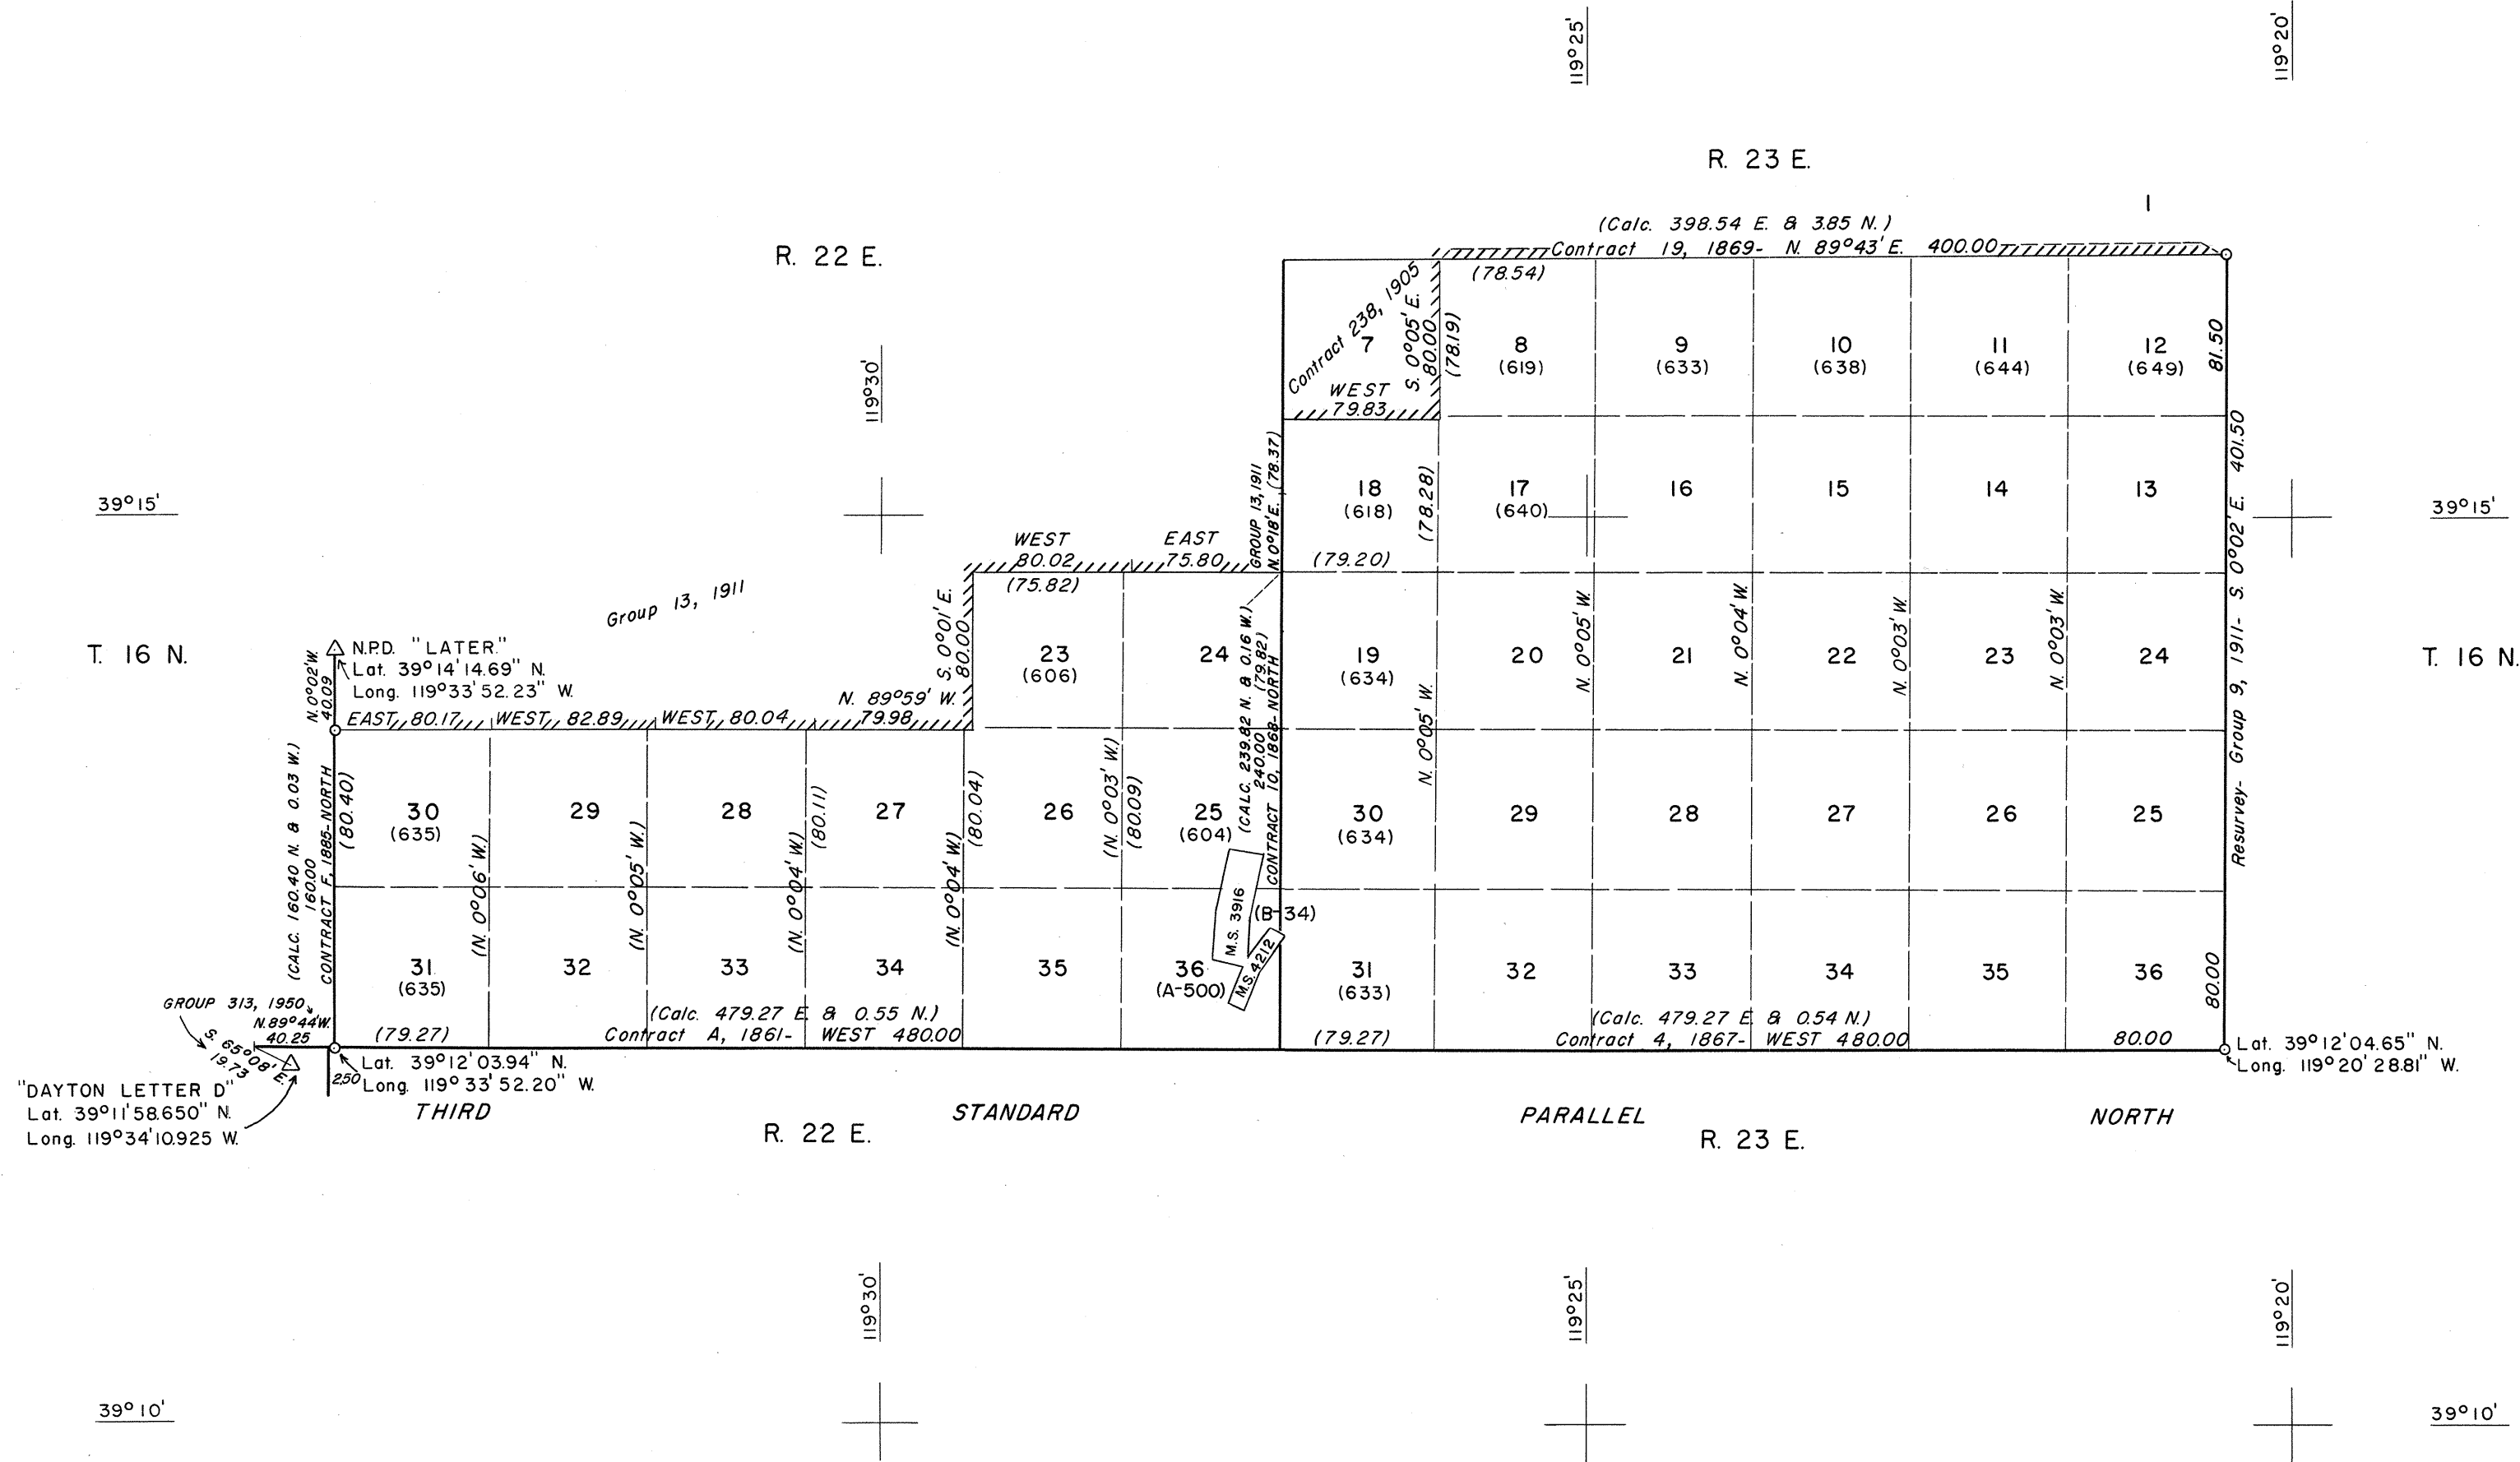 119°25'
119°20'
R. 23 E.
1
(Calc. 398.54 E. & 3.85 N.)
Contract 19, 1869- N. 89°43' E. 400.00
R. 22 E.
(78.54)
Contract 238, 1905
7
S. 0°05' E.
80.00
(78.19)
WEST
79.83
8
(619)
9
(633)
10
(638)
11
(644)
12
(649)
81.50
119°30'
39°15'
GROUP 13, 1911
N. 0°18' E. (78.37)
18
(618)
(78.28)
17
(640)
16
15
14
13
401.50
39°15'
WEST
80.02
EAST
75.80
(79.20)
(75.82)
Group 13, 1911
T. 16 N.
N.P.D. "LATER."
Lat. 39°14'14.69" N.
Long. 119°33'52.23" W.
N. 0°02' W.
40.09
S. 0°01' E.
80.00
23
(606)
24
(CALC. 239.82 N. & 0.16 W.)
240.00 (79.82)
CONTRACT 10, 1868-NORTH
19
(634)
N. 0°05' W.
20
N. 0°05' W.
21
N. 0°04' W.
22
N. 0°03' W.
23
N. 0°03' W.
24
Resurvey- Group 9, 1911- S. 0°02' E.
T. 16 N.
EAST 80.17
WEST 82.89
WEST 80.04
N. 89°59' W.
79.98
(CALC. 160.40 N. & 0.03 W.)
160.00
CONTRACT F, 1885-NORTH
(80.40)
30
(635)
29
28
(80.11)
27
(80.04)
26
(N. 0°03' W.)
(80.09)
25
(604)
30
(634)
29
28
27
26
25
(N. 0°06' W.)
(N. 0°05' W.)
(N. 0°04' W.)
(N. 0°04' W.)
M.S. 3916
(B-34)
M.S. 4212
31
(635)
32
33
34
35
36
(A-500)
31
(633)
32
33
34
35
36
80.00
GROUP 313, 1950
N. 89°44' W.
40.25
S. 65°08' E.
19.73
(79.27)
(Calc. 479.27 E. & 0.55 N.)
Contract A, 1861- WEST 480.00
(79.27)
(Calc. 479.27 E. & 0.54 N.)
Contract 4, 1867- WEST 480.00
80.00
Lat. 39°12'04.65" N.
Long. 119°20'28.81" W.
Lat. 39°12'03.94" N.
Long. 119°33'52.20" W.
2.50
"DAYTON LETTER D"
Lat. 39°11'58.650" N.
Long. 119°34'10.925 W.
THIRD STANDARD PARALLEL NORTH
R. 22 E.
R. 23 E.
119°30'
119°25'
119°20'
39°10'
39°10'